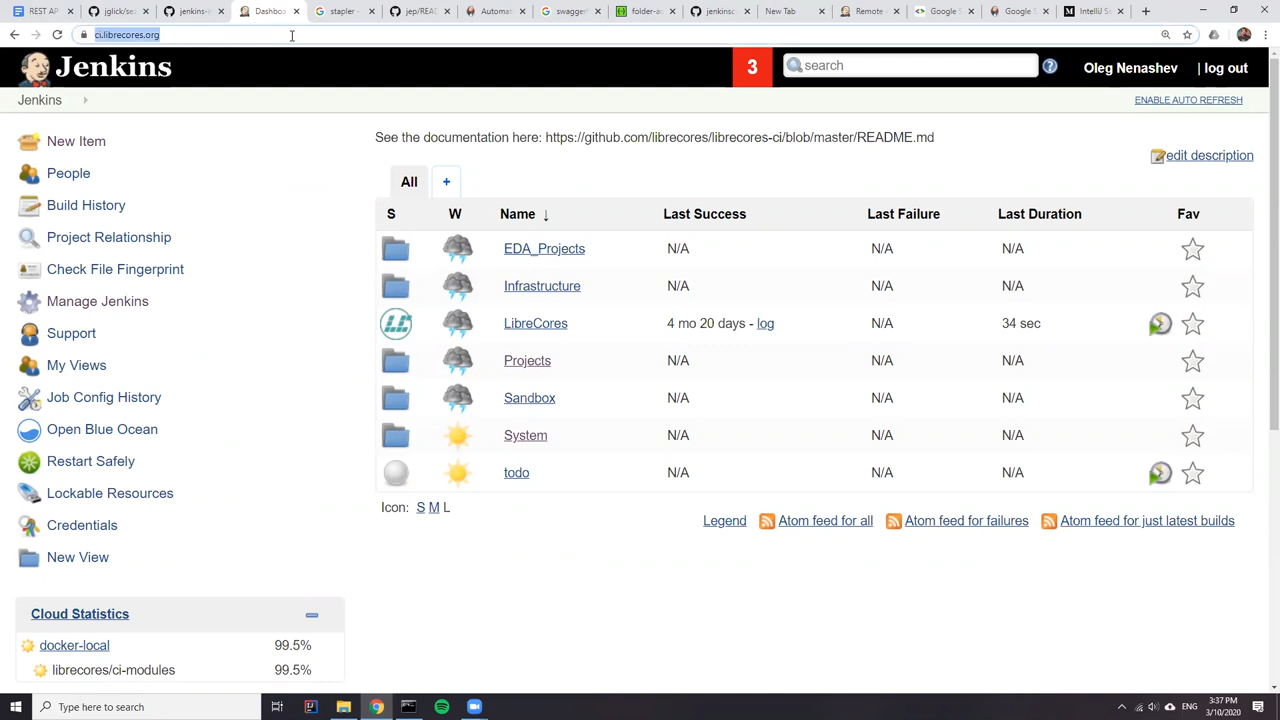 REST AP
jglick/sea
jenkins-i
Dashbo
stapler -
jep/REA
Automat
swagger
folder-au
jenkins-
New Tab
Remote
Google S
Google S
IntelliJ S
ci.librecores.org
Jenkins
3
search
Oleg Nenashev
| log out
Jenkins
ENABLE AUTO REFRESH
New Item
People
Build History
Project Relationship
Check File Fingerprint
Manage Jenkins
Support
My Views
Job Config History
Open Blue Ocean
Restart Safely
Lockable Resources
Credentials
New View
Cloud Statistics
docker-local 99.5%
librecores/ci-modules 99.5%
See the documentation here: https://github.com/librecores/librecores-ci/blob/master/README.md
edit description
All +
S W Name ↓ Last Success Last Failure Last Duration Fav
EDA_Projects N/A N/A N/A
Infrastructure N/A N/A N/A
LibreCores 4 mo 20 days - log N/A 34 sec
Projects N/A N/A N/A
Sandbox N/A N/A N/A
System N/A N/A N/A
todo N/A N/A N/A
Icon: S M L
Legend Atom feed for all Atom feed for failures Atom feed for just latest builds
Type here to search
ENG
3:37 PM
3/10/2020